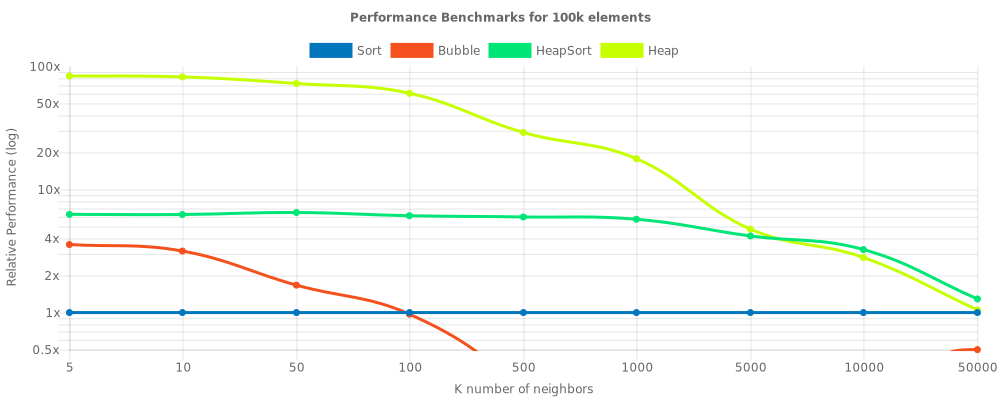 Performance Benchmarks for 100k elements
Sort Bubble HeapSort Heap
Relative Performance (log)
100x
50x
20x
10x
4x
2x
1x
0.5x
5 10 50 100 500 1000 5000 10000 50000
K number of neighbors